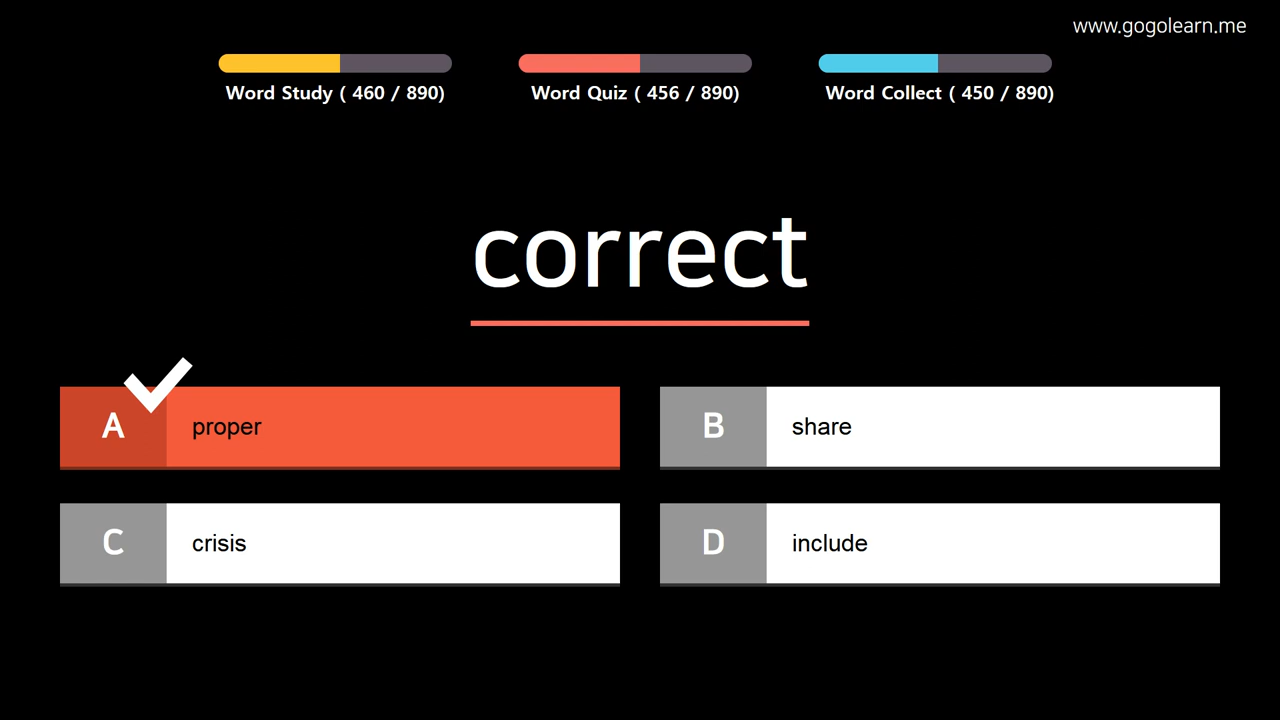 www.gogolearn.me
Word Study ( 460 / 890)
Word Quiz ( 456 / 890)
Word Collect ( 450 / 890)
correct
A
proper
B
share
C
crisis
D
include